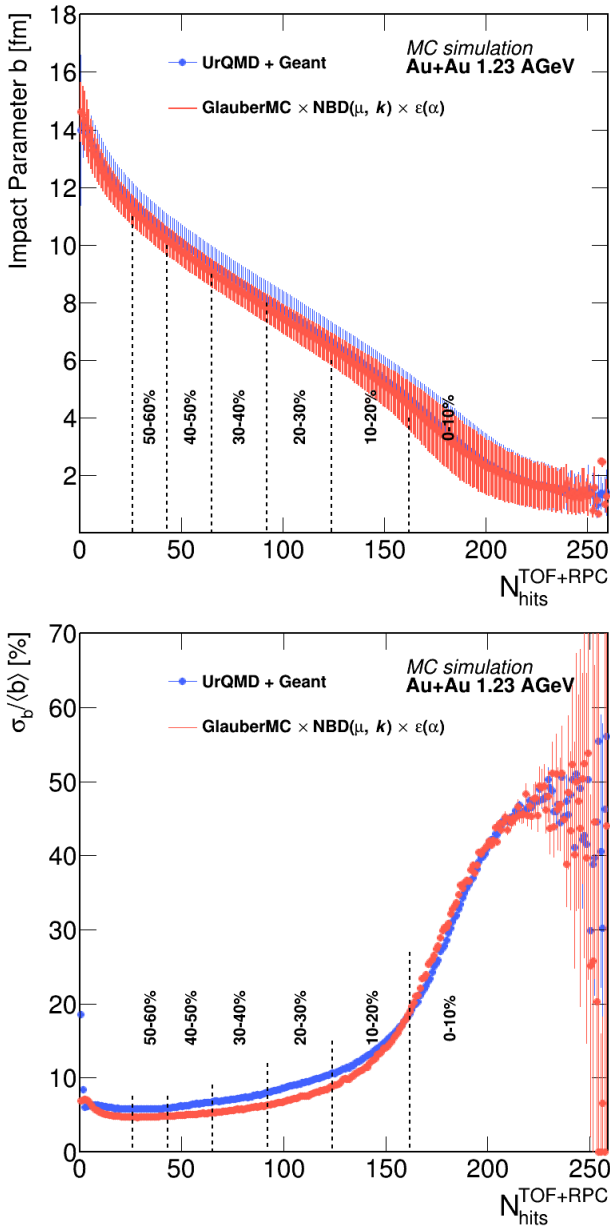 Impact Parameter b [fm]
18
16
14
12
10
8
6
4
2
UrQMD + Geant
GlauberMC × NBD(μ, k) × ε(α)
MC simulation
Au+Au 1.23 AGeV
50-60%
40-50%
30-40%
20-30%
10-20%
0-10%
0 50 100 150 200 250
N_hits^TOF+RPC
σ_b/⟨b⟩ [%]
70
60
50
40
30
20
10
0
UrQMD + Geant
GlauberMC × NBD(μ, k) × ε(α)
MC simulation
Au+Au 1.23 AGeV
50-60%
40-50%
30-40%
20-30%
10-20%
0-10%
0 50 100 150 200 250
N_hits^TOF+RPC